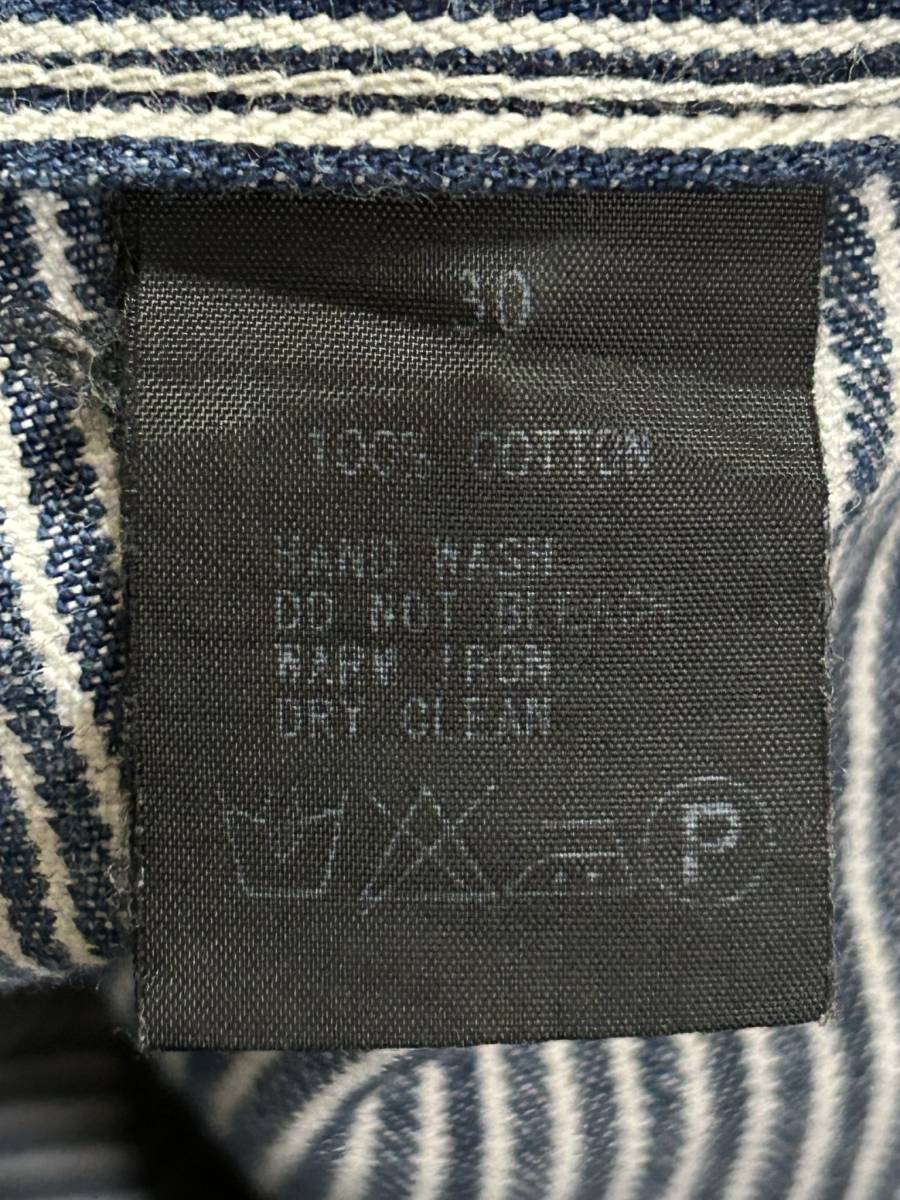 30
100% COTTON
HAND WASH
DO NOT BLEACH
WARM IRON
DRY CLEAN
P